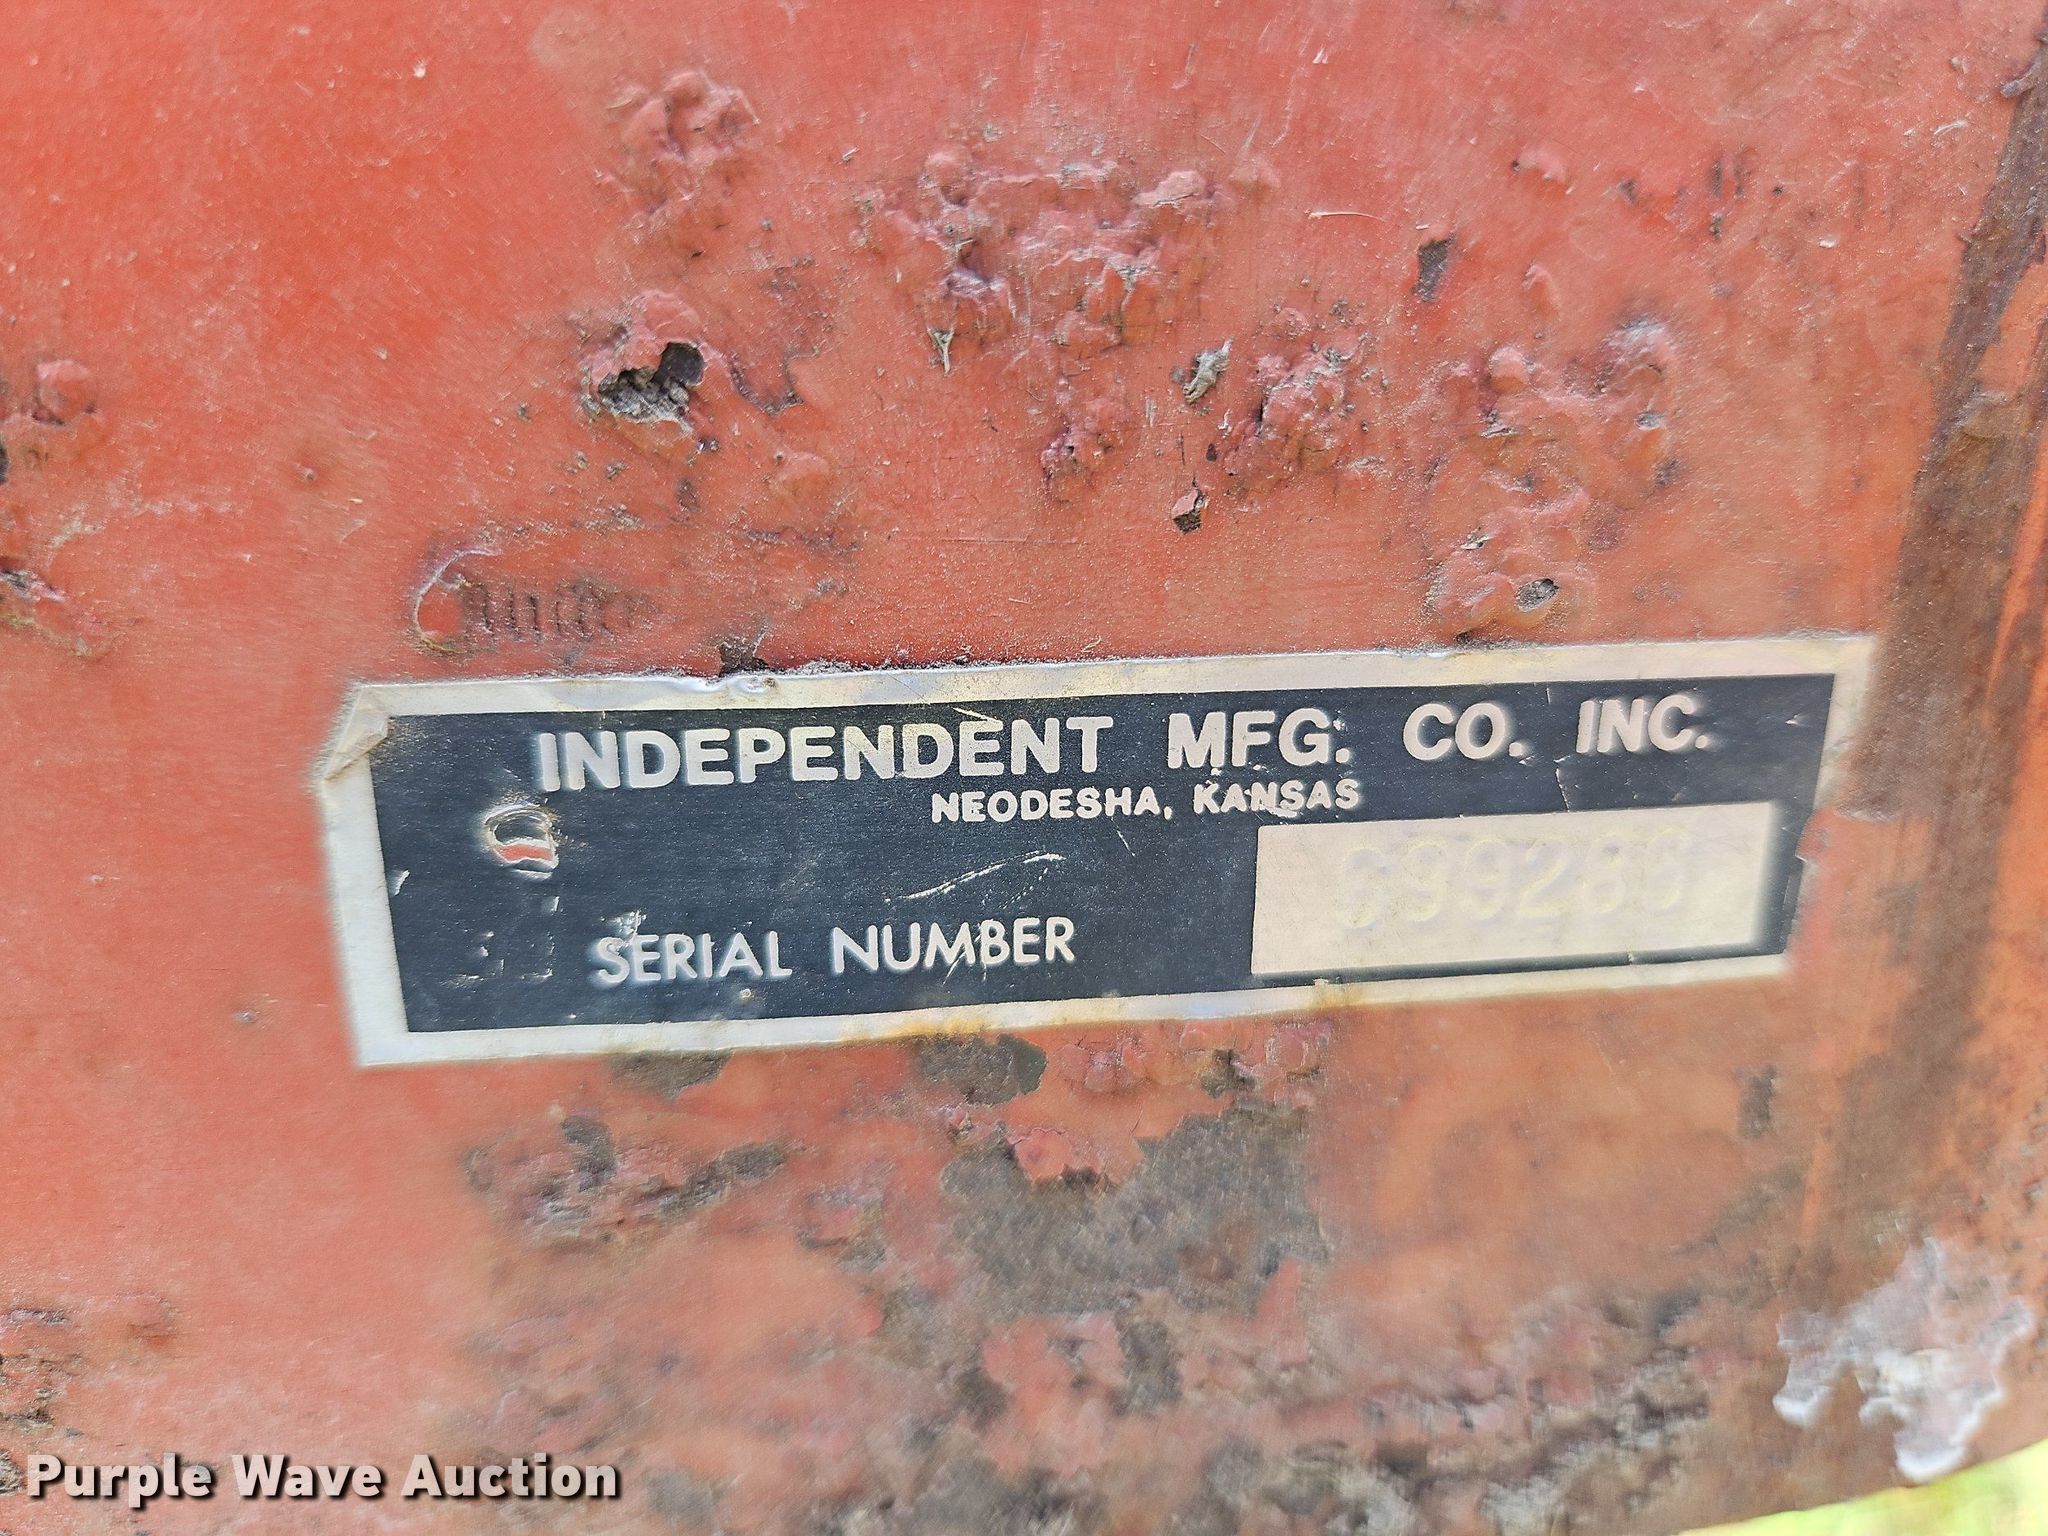 INDEPENDENT MFG. CO. INC.
NEODESHA, KANSAS
SERIAL NUMBER
Purple Wave Auction